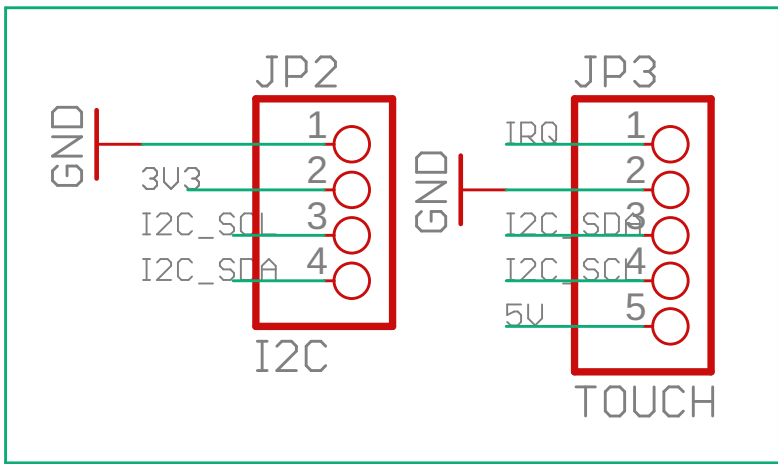 JP2
GND
1
3V3
2
I2C_SCL
3
I2C_SDA
4
I2C
JP3
IRQ
1
GND
2
I2C_SDA
3
4
5V
5
TOUCH